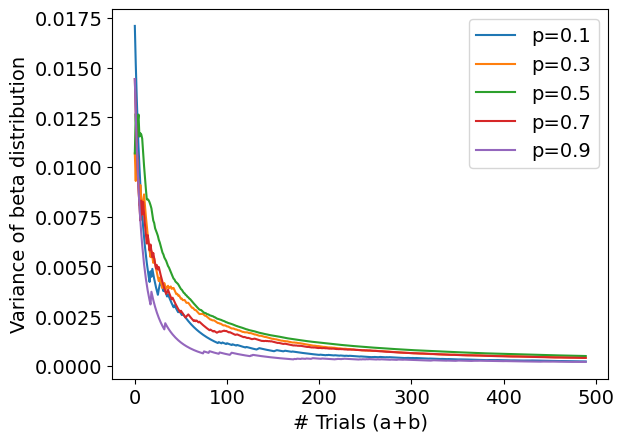 0.0175
0.0150
0.0125
0.0100
0.0075
0.0050
0.0025
0.0000
Variance of beta distribution
p=0.1
p=0.3
p=0.5
p=0.7
p=0.9
0
100
200
300
400
500
# Trials (a+b)